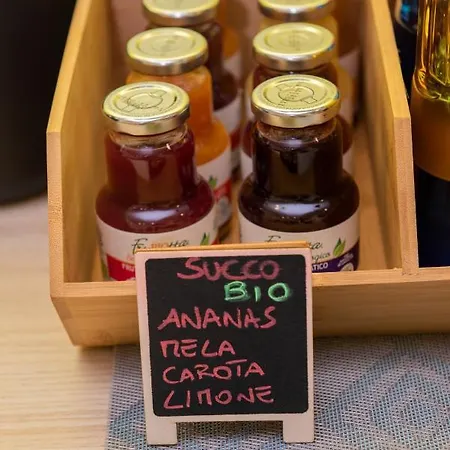 SUCCO
BIO
ANANAS
MELA
CAROTA
LIMONE